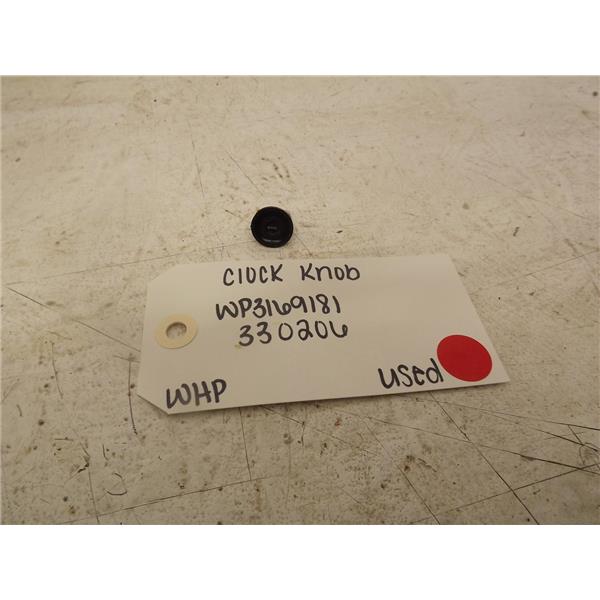 Clock Knob
WP3169181
330206
WHP
used